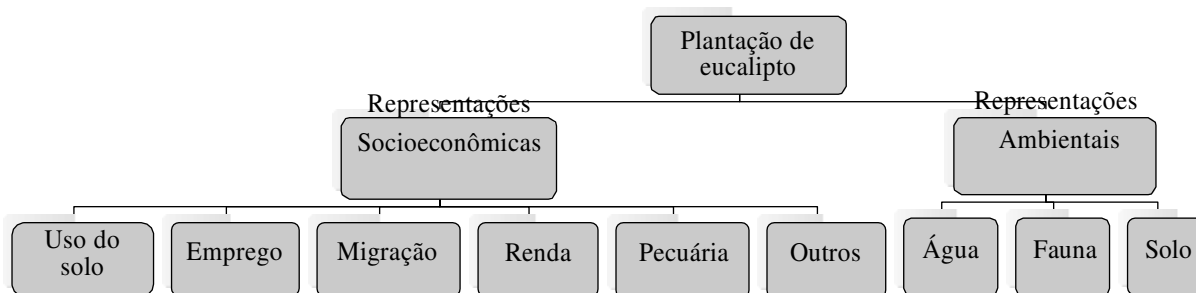 Plantação de
eucalipto
Representações
Socioeconômicas
Representações
Ambientais
Uso do
solo
Emprego
Migração
Renda
Pecuária
Outros
Água
Fauna
Solo